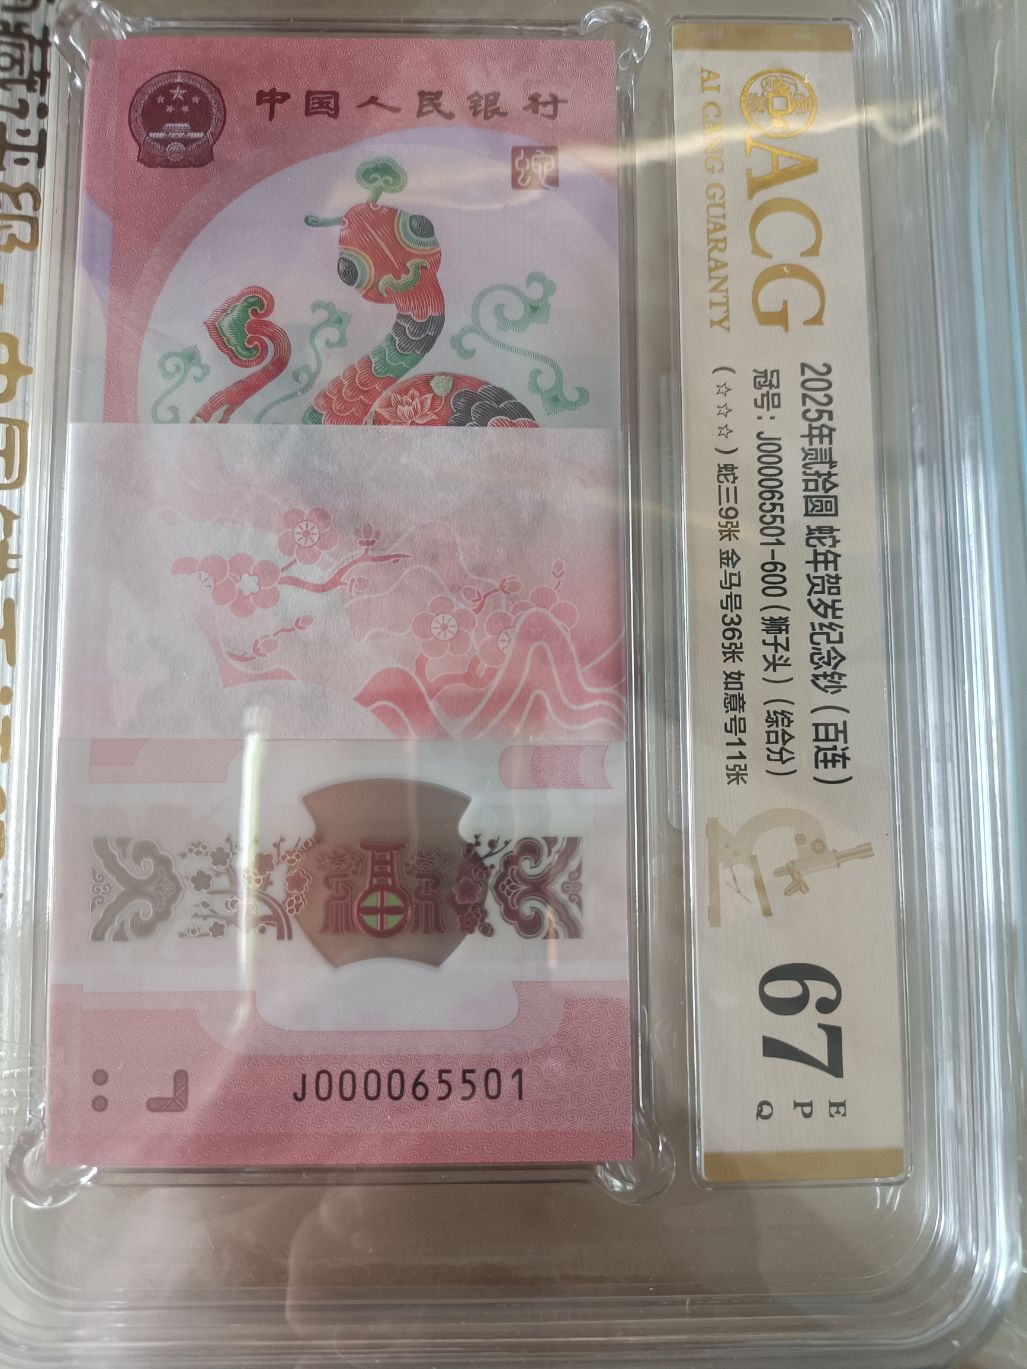 中国人民银行
J000065501
ACG
AI CANG GUARANTY
2025年贰拾圆 蛇年贺岁纪念钞（百连）
冠号：J000065501-600（狮子头）（综合分）
（☆☆☆）蛇三9张 金马号36张 如意号11张
67
E
P
Q